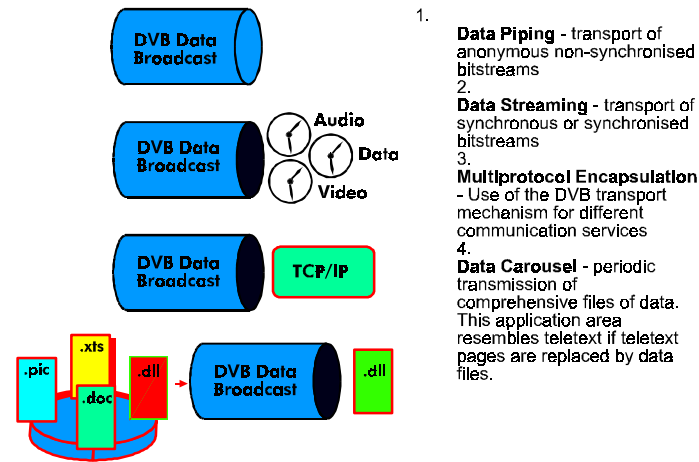 DVB Data
Broadcast
1.
Data Piping - transport of
anonymous non-synchronised
bitstreams
DVB Data
Broadcast
Audio
Data
Video
2.
Data Streaming - transport of
synchronous or synchronised
bitstreams
3.
Multiprotocol Encapsulation
- Use of the DVB transport
mechanism for different
communication services
DVB Data
Broadcast
TCP/IP
4.
Data Carousel - periodic
transmission of
comprehensive files of data.
This application area
resembles teletext if teletext
pages are replaced by data
files.
.pic
.xts
.doc
.dll
DVB Data
Broadcast
.dll